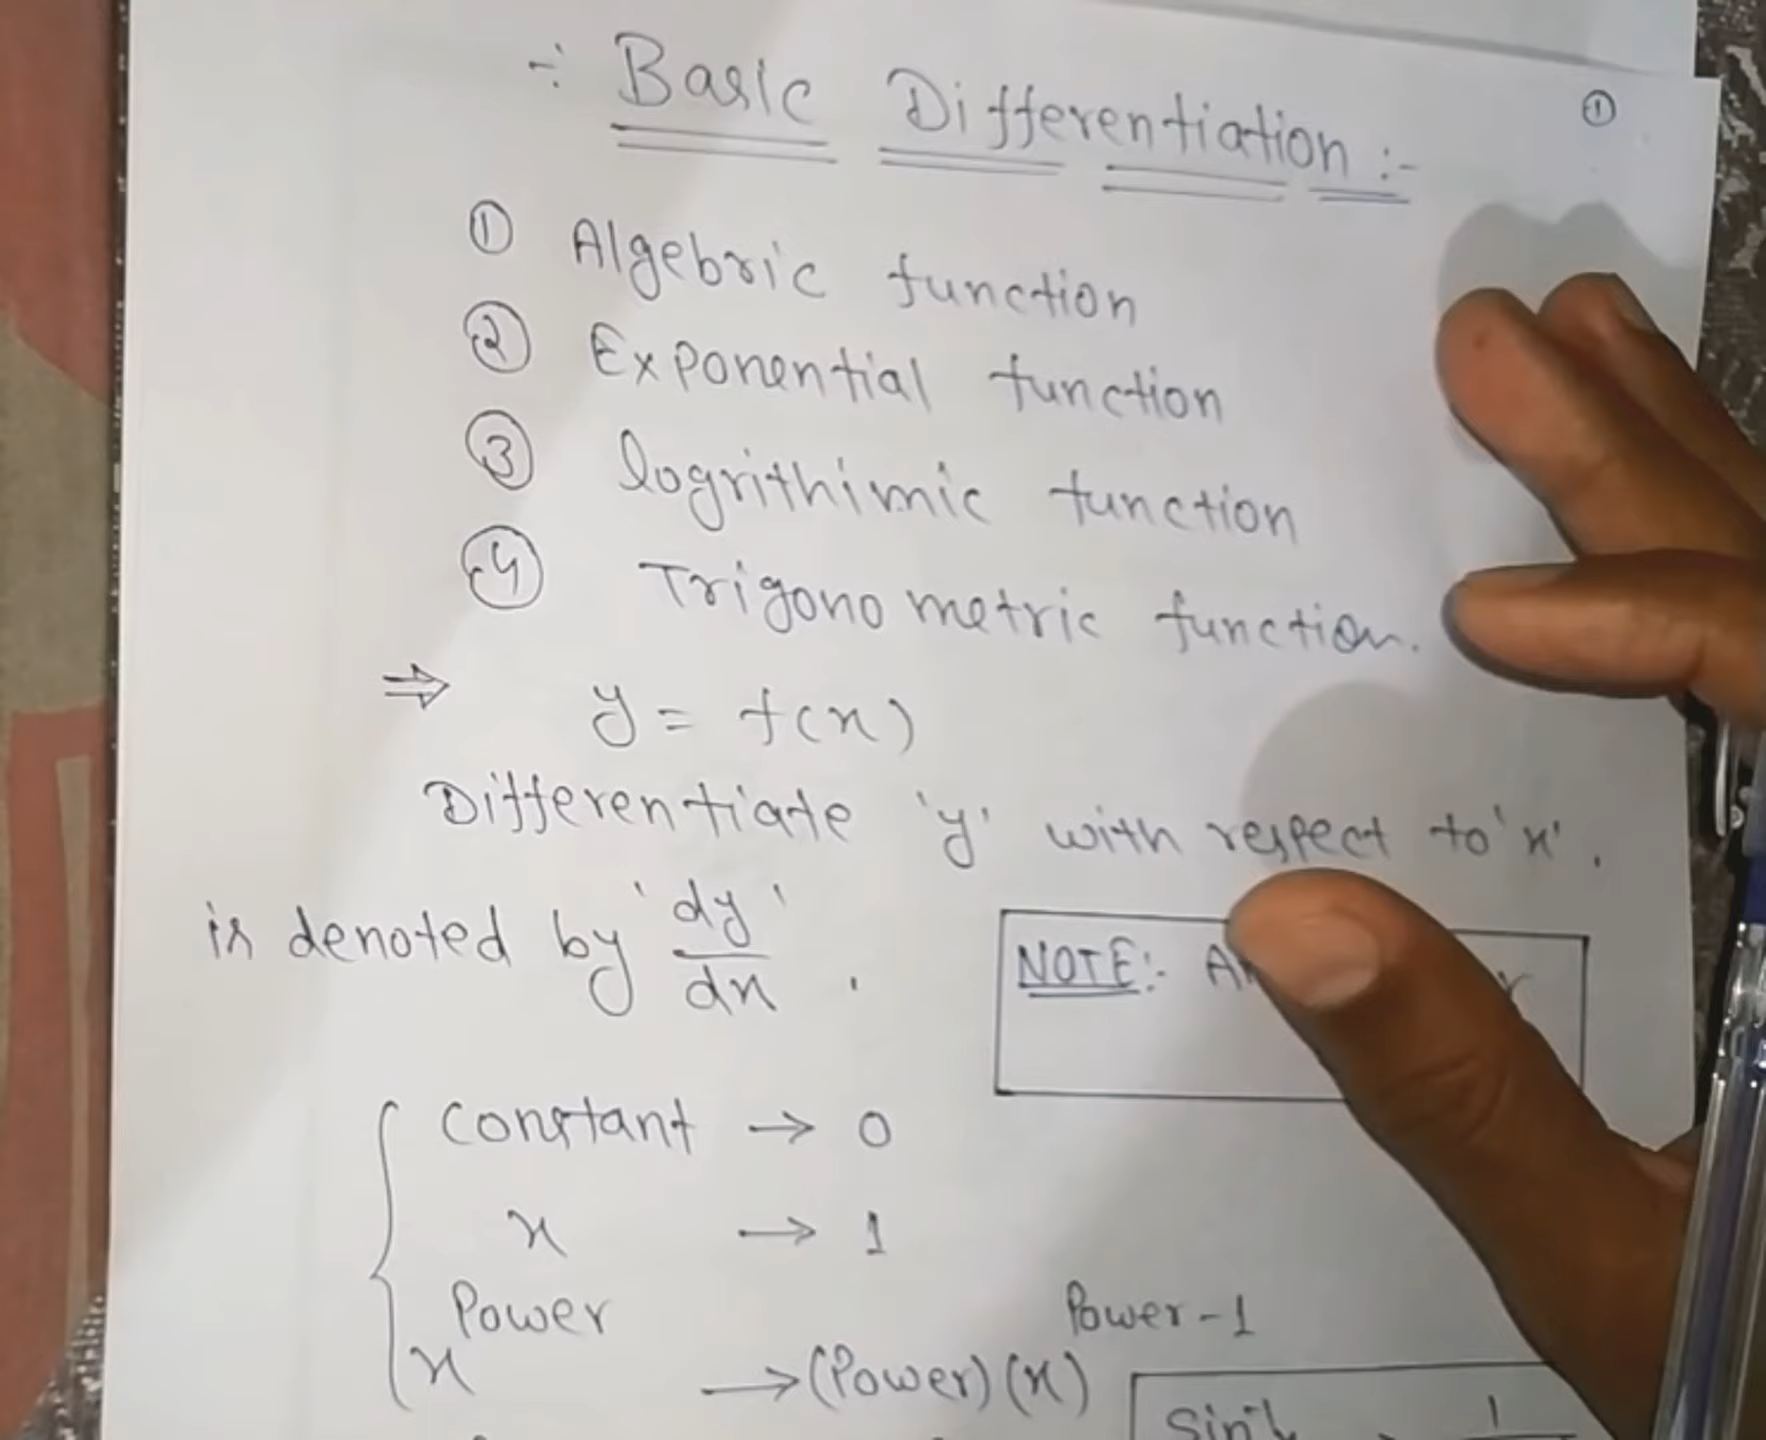 ÷ Basic Differentiation :-
①
① Algebric function
② Exponential function
③ logrithimic function
④ Trigonometric function.
⇒ y = f(x)
Differentiate 'y' with respect to 'x'.
is denoted by 'dy/dx'.
NOTE:-
Constant → 0
x → 1
x^Power → (Power)(x)^Power-1